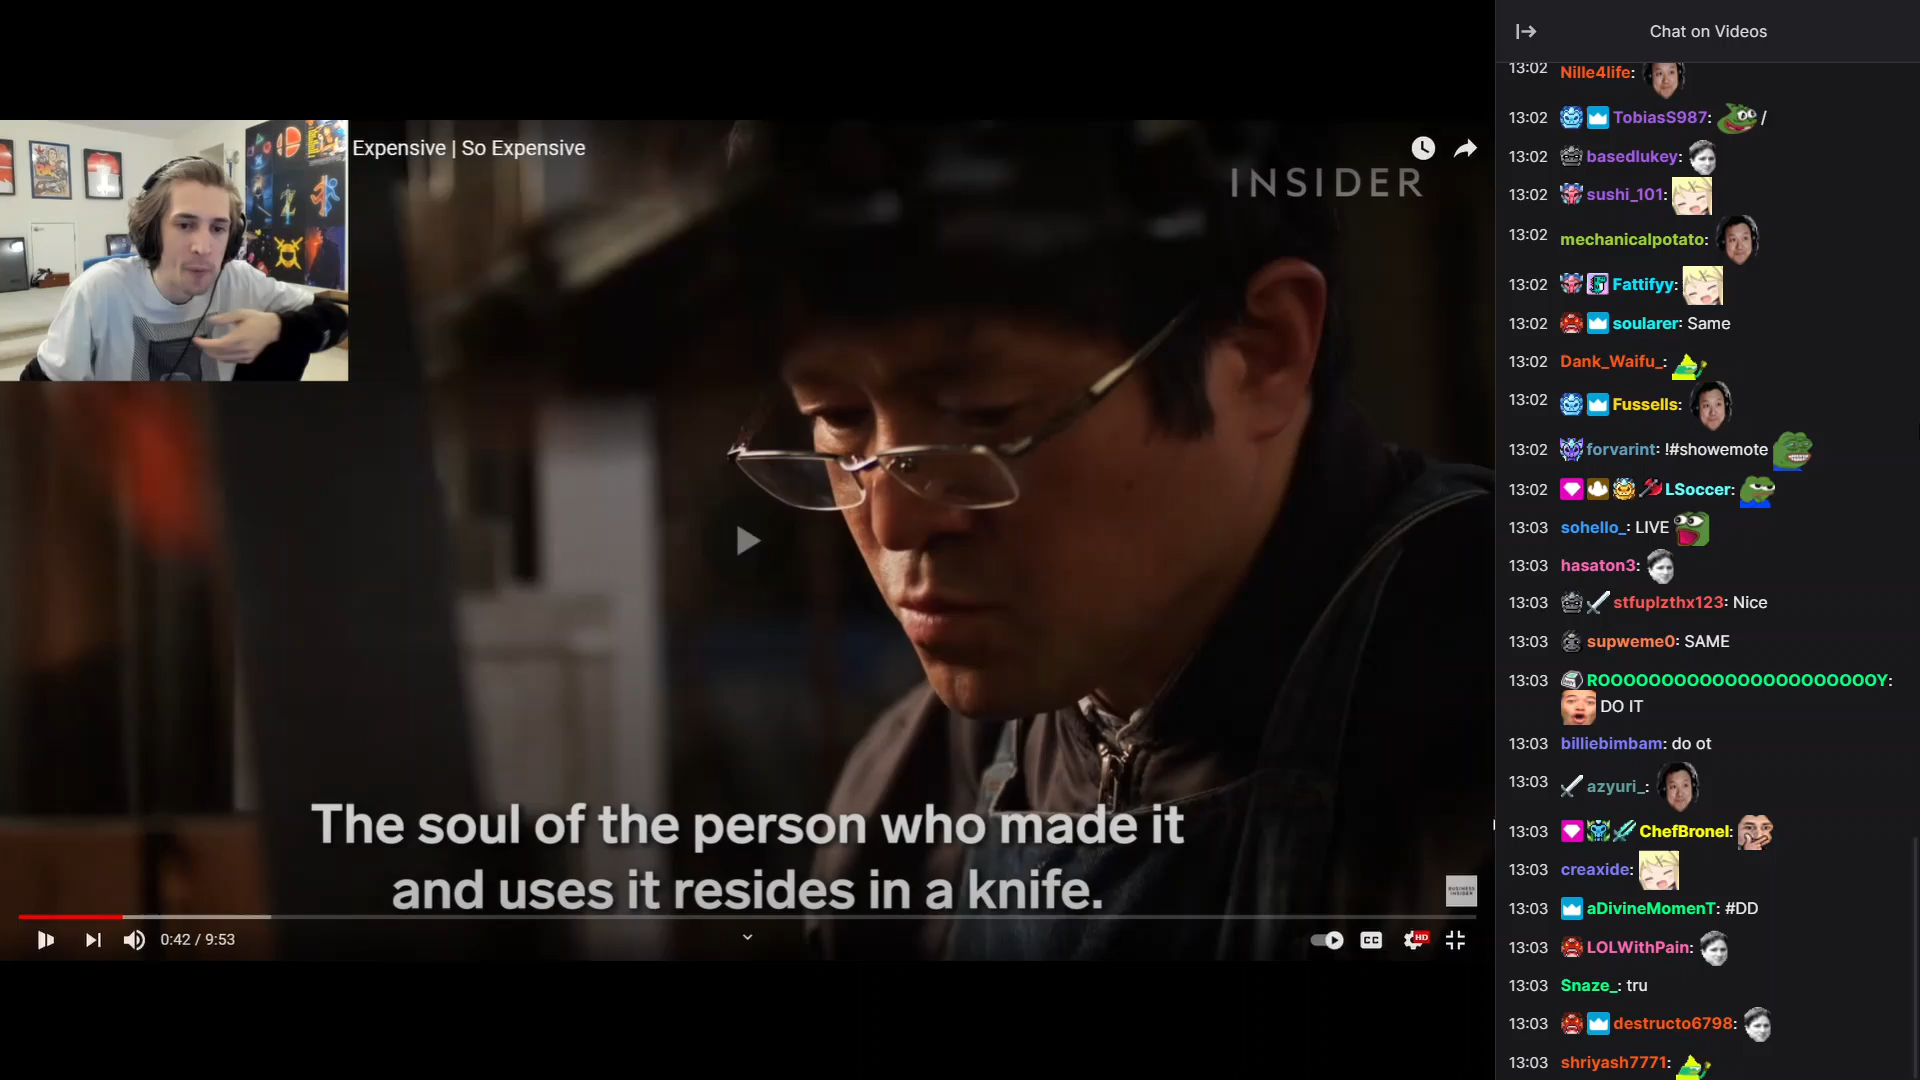 Expensive | So Expensive
INSIDER
The soul of the person who made it
and uses it resides in a knife.
BUSINESS
INSIDER
0:42 / 9:53
CC
HD
Chat on Videos
13:02 Nille4life:
13:02 TobiasS987: /
13:02 basedlukey:
13:02 sushi_101:
13:02 mechanicalpotato:
13:02 Fattifyy:
13:02 soularer: Same
13:02 Dank_Waifu_:
13:02 Fussells:
13:02 forvarint: !#showemote
13:02 LSoccer:
13:03 sohello_: LIVE
13:03 hasaton3:
13:03 stfuplzthx123: Nice
13:03 supweme0: SAME
13:03 ROOOOOOOOOOOOOOOOOOOOOOOY:
DO IT
13:03 billiebimbam: do ot
13:03 azyuri_:
13:03 ChefBronel:
13:03 creaxide:
13:03 aDivineMomenT: #DD
13:03 LOLWithPain:
13:03 Snaze_: tru
13:03 destructo6798:
13:03 shriyash7771: